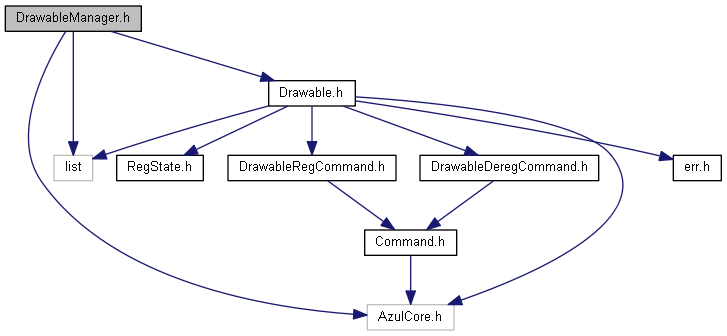 DrawableManager.h
Drawable.h
list
RegState.h
DrawableRegCommand.h
DrawableDeregCommand.h
err.h
Command.h
AzulCore.h